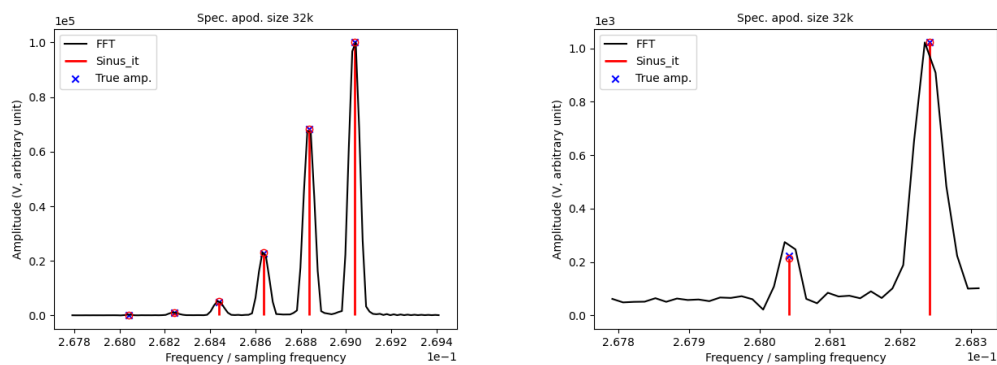 Spec. apod. size 32k
1e5
FFT
Sinus_it
True amp.
Amplitude (V, arbitrary unit)
1.0
0.8
0.6
0.4
0.2
0.0
2.678 2.680 2.682 2.684 2.686 2.688 2.690 2.692 2.694
1e−1
Frequency / sampling frequency
Spec. apod. size 32k
1e3
FFT
Sinus_it
True amp.
Amplitude (V, arbitrary unit)
1.0
0.8
0.6
0.4
0.2
0.0
2.678 2.679 2.680 2.681 2.682 2.683
1e−1
Frequency / sampling frequency